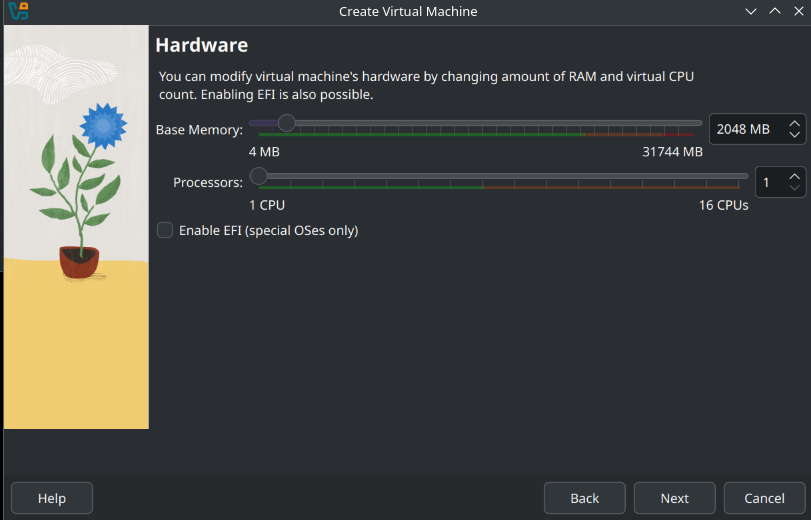 Create Virtual Machine
Hardware
You can modify virtual machine's hardware by changing amount of RAM and virtual CPU
count. Enabling EFI is also possible.
Base Memory: 2048 MB
4 MB 31744 MB
Processors: 1
1 CPU 16 CPUs
Enable EFI (special OSes only)
Help Back Next Cancel